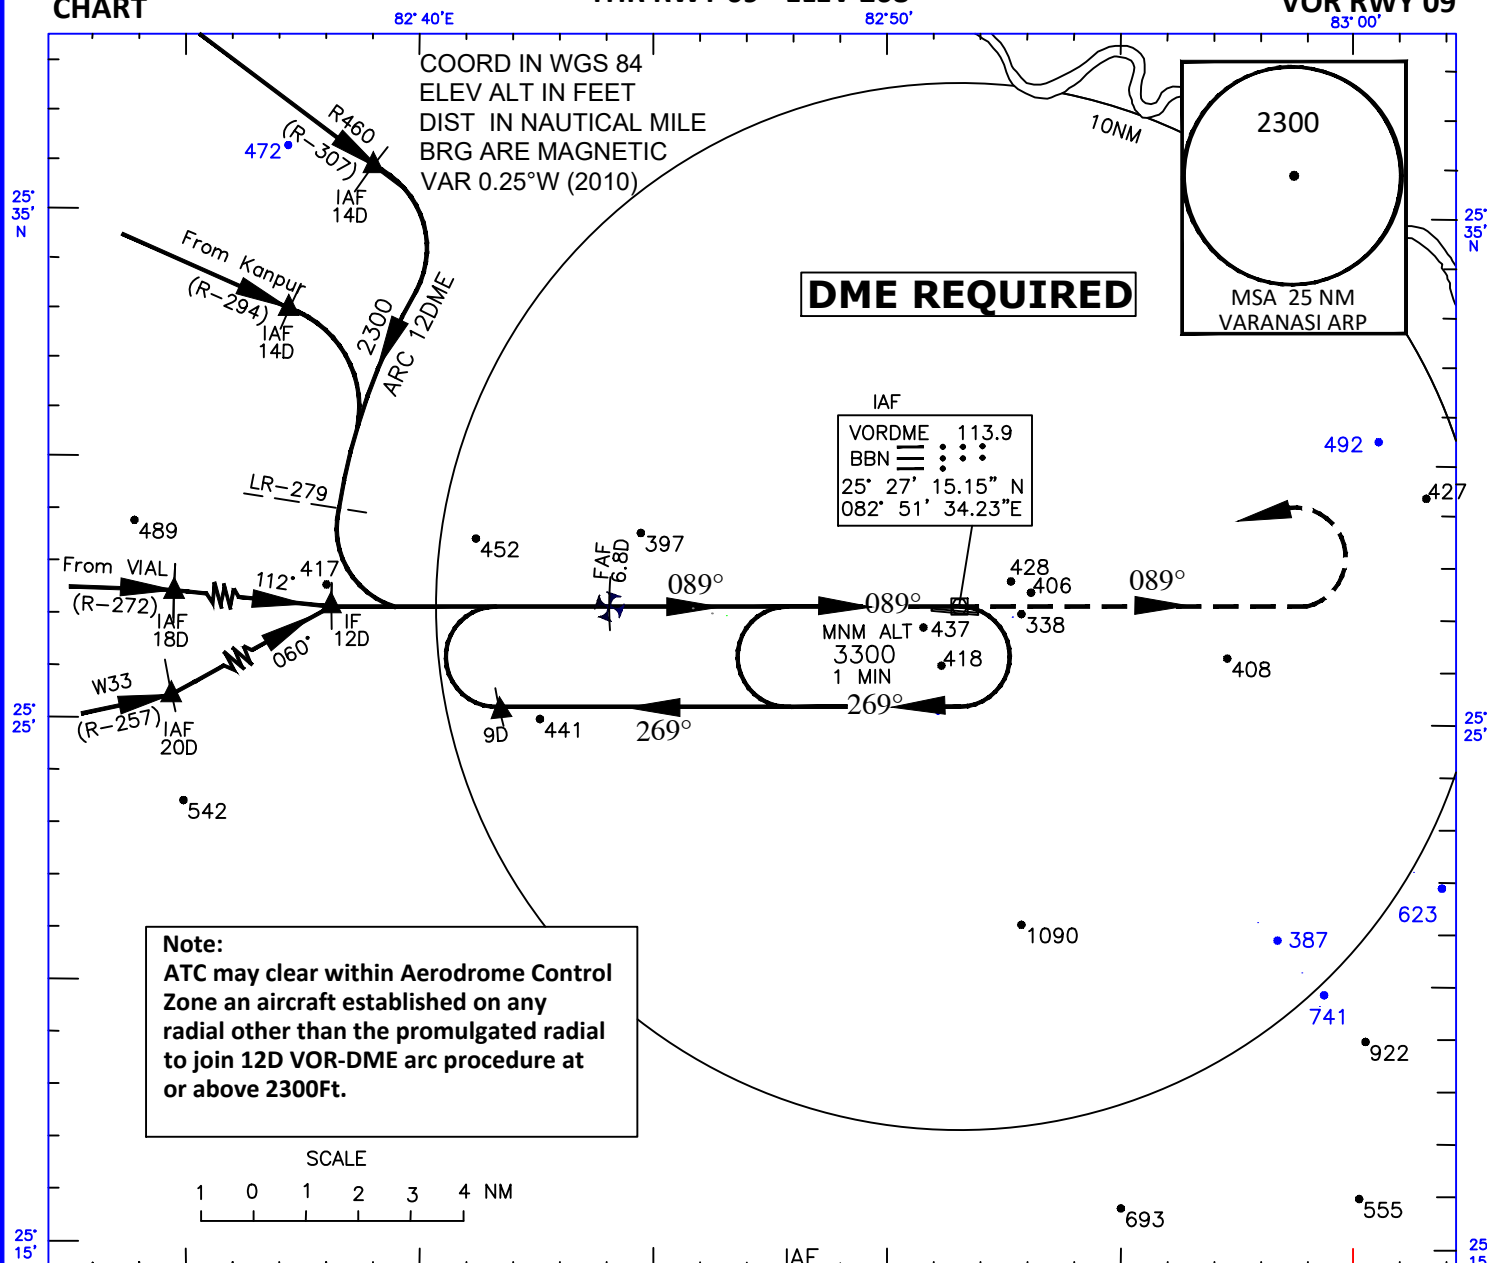 CHART
VOR RWY 09
82°40'E
82°50'
83°00'
COORD IN WGS 84
ELEV ALT IN FEET
DIST IN NAUTICAL MILE
BRG ARE MAGNETIC
VAR 0.25°W (2010)
R460
(R-307)
472
IAF
14D
10NM
2300
MSA 25 NM
VARANASI ARP
25°
35'
N
25°
35'
N
From Kanpur
(R-294)
IAF
14D
2300
ARC 12DME
DME REQUIRED
IAF
VORDME 113.9
BBN
25° 27' 15.15" N
082° 51' 34.23"E
492
427
LR-279
489
452
397
FAF
6.8D
428
406
338
From VIAL
(R-272)
112°
417
IAF
18D
IF
12D
089°
089°
089°
437
MNM ALT
3300
1 MIN
418
408
060°
W33
(R-257)
IAF
20D
269°
269°
9D
441
25°
25'
25°
25'
542
1090
623
387
741
922
Note:
ATC may clear within Aerodrome Control
Zone an aircraft established on any
radial other than the promulgated radial
to join 12D VOR-DME arc procedure at
or above 2300Ft.
SCALE
1 0 1 2 3 4 NM
693
555
25°
15'
IAF